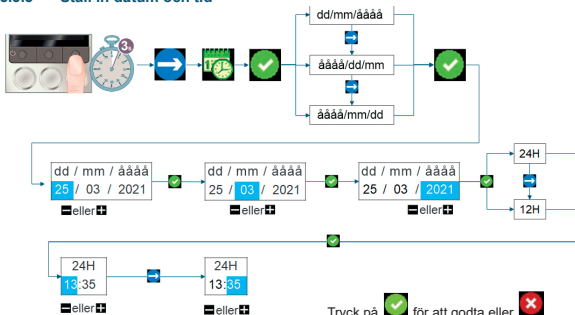 Ställ in datum och tid
dd/mm/åååå
åååå/dd/mm
åååå/mm/dd
dd / mm / åååå
25 / 03 / 2021
eller
dd / mm / åååå
25 / 03 / 2021
eller
dd / mm / åååå
25 / 03 / 2021
eller
24H
12H
24H
13:35
eller
24H
13:35
eller
Tryck på för att godta eller